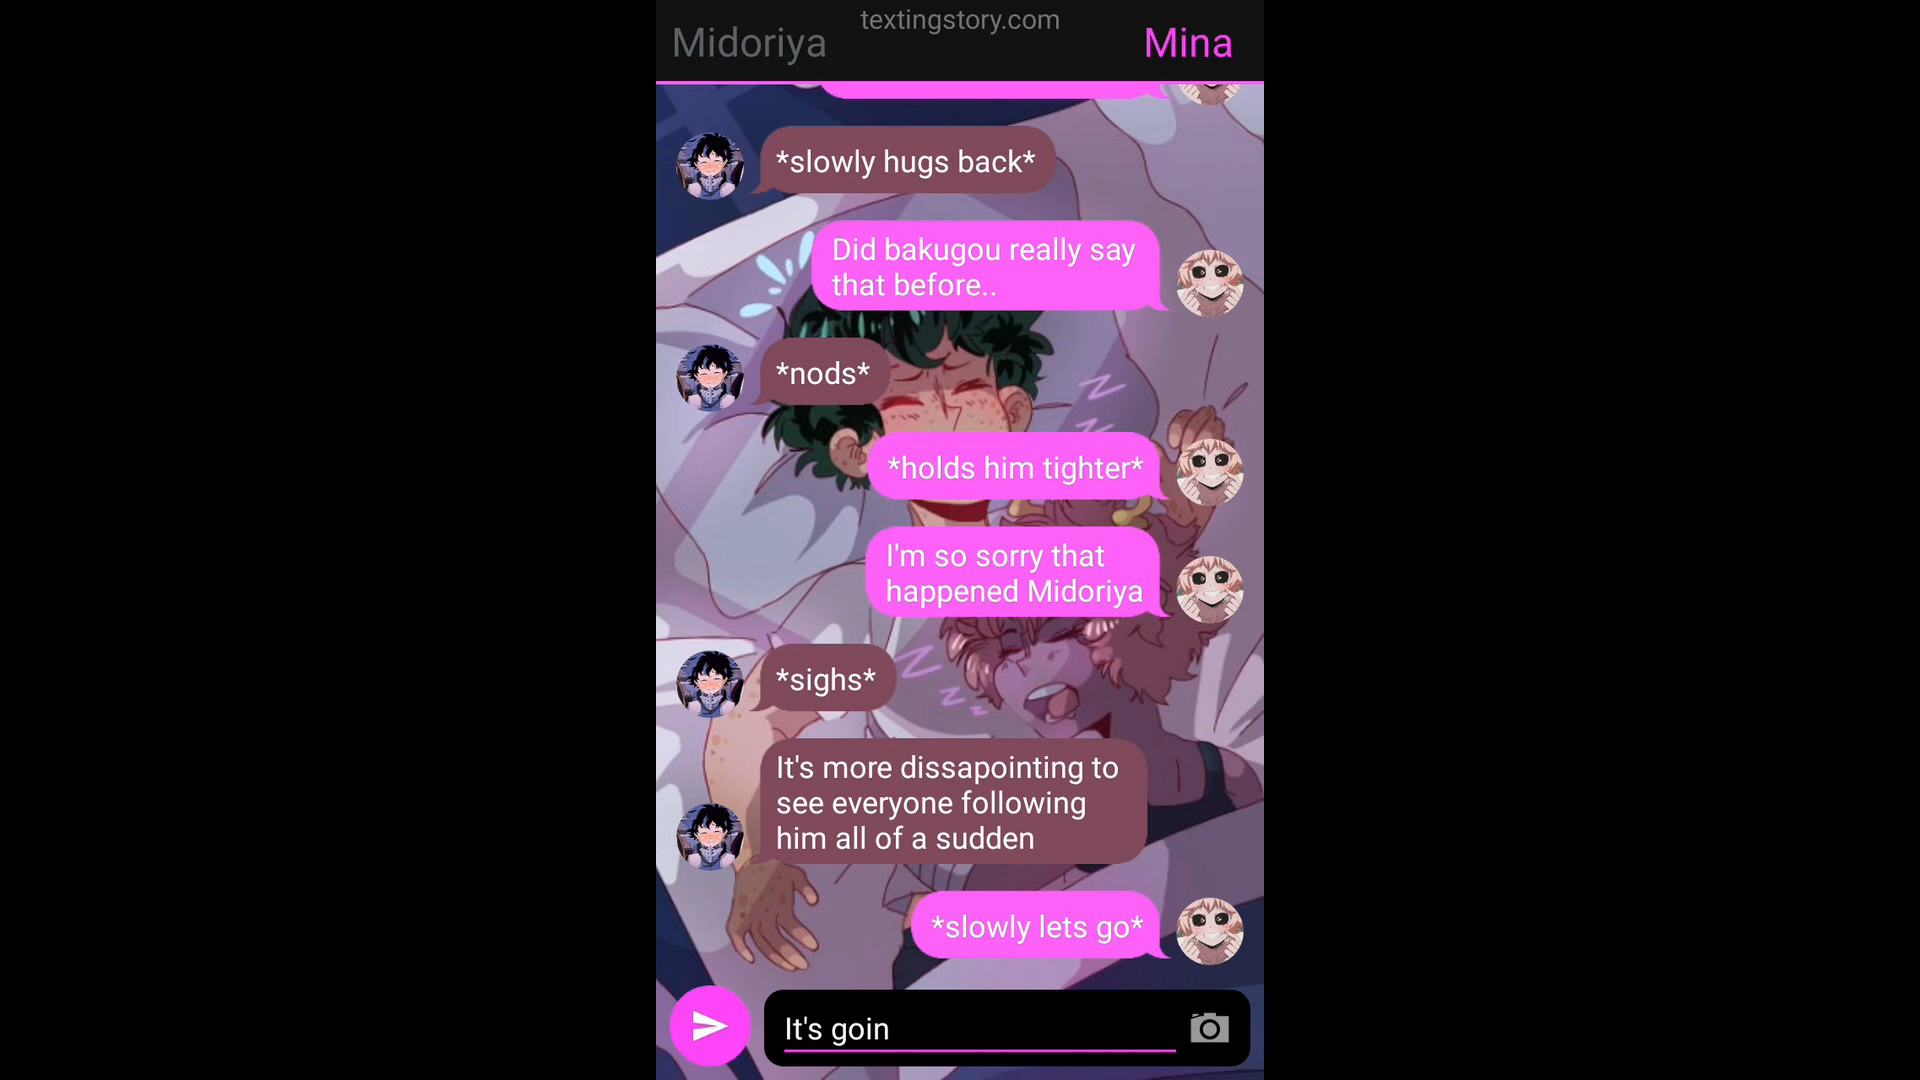 textingstory.com
Midoriya
Mina
*slowly hugs back*
Did bakugou really say
that before..
*nods*
*holds him tighter*
I'm so sorry that
happened Midoriya
*sighs*
It's more dissapointing to
see everyone following
him all of a sudden
*slowly lets go*
It's goin